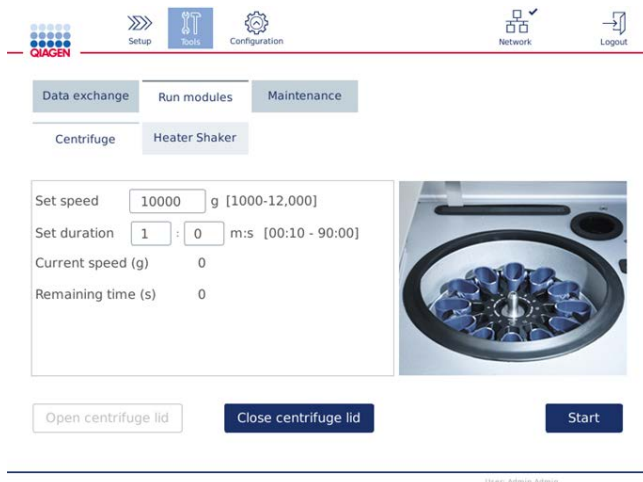 QIAGEN
Setup
Tools
Configuration
Network
Logout
Data exchange
Run modules
Maintenance
Centrifuge
Heater Shaker
Set speed 10000 g [1000-12,000]
Set duration 1 : 0 m:s [00:10 - 90:00]
Current speed (g) 0
Remaining time (s) 0
Open centrifuge lid
Close centrifuge lid
Start
User: Admin Admin